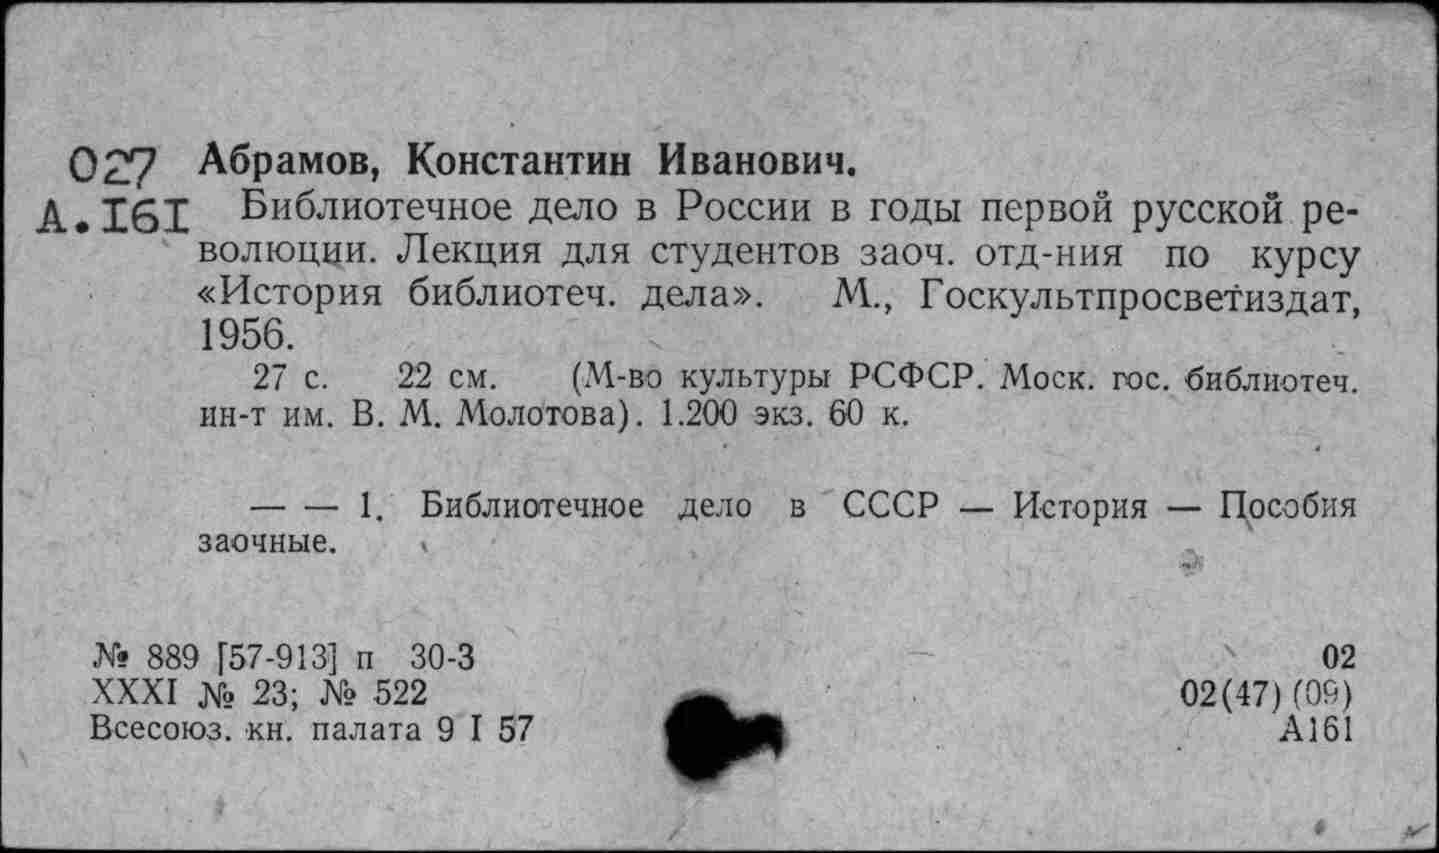 027 Абрамов, Константин Иванович.
А.I6I Библиотечное дело в России в годы первой русской ре-
волюции. Лекция для студентов заоч. отд-ния по курсу
«История библиотеч. дела». М., Госкультпросветиздат,
1956.
27 с. 22 см. (М-во культуры РСФСР. Моск. гос. библиотеч.
ин-т им. В. М. Молотова). 1.200 экз. 60 к.
— — 1. Библиотечное дело в СССР — История — Пособия
заочные.
№ 889 [57-913] п 30-3 02
XXXI № 23; № 522 02(47)(09)
Всесоюз. кн. палата 9 I 57 А161